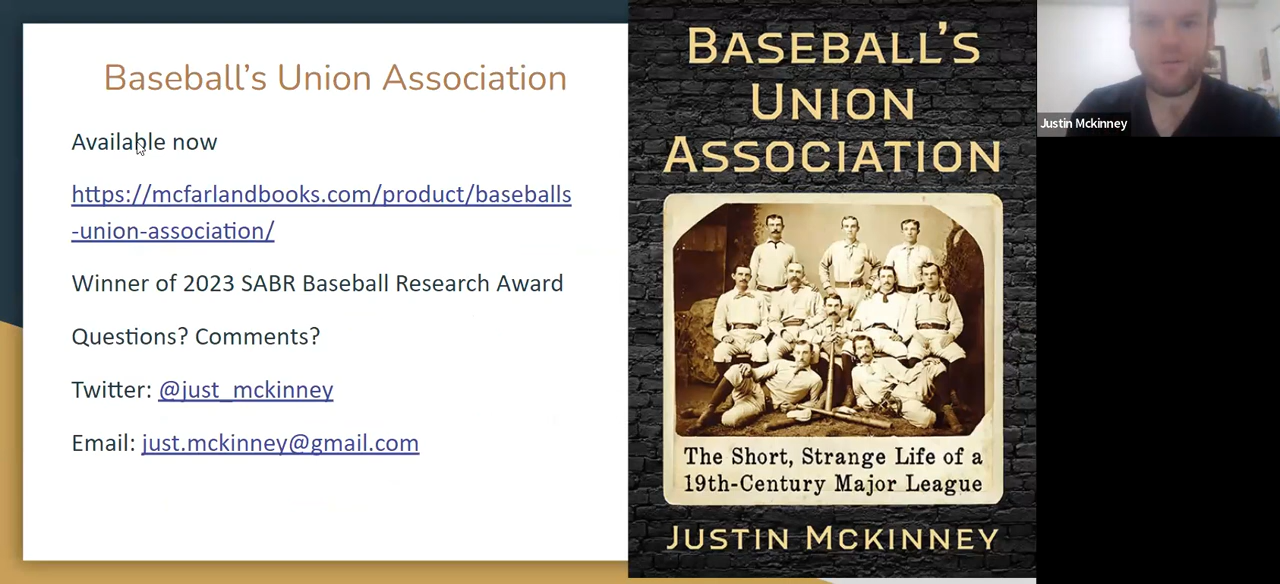 Baseball's Union Association
Available now
https://mcfarlandbooks.com/product/baseballs
-union-association/
Winner of 2023 SABR Baseball Research Award
Questions? Comments?
Twitter: @just_mckinney
Email: just.mckinney@gmail.com
BASEBALL'S
UNION
ASSOCIATION
The Short, Strange Life of a
19th-Century Major League
JUSTIN MCKINNEY
Justin Mckinney